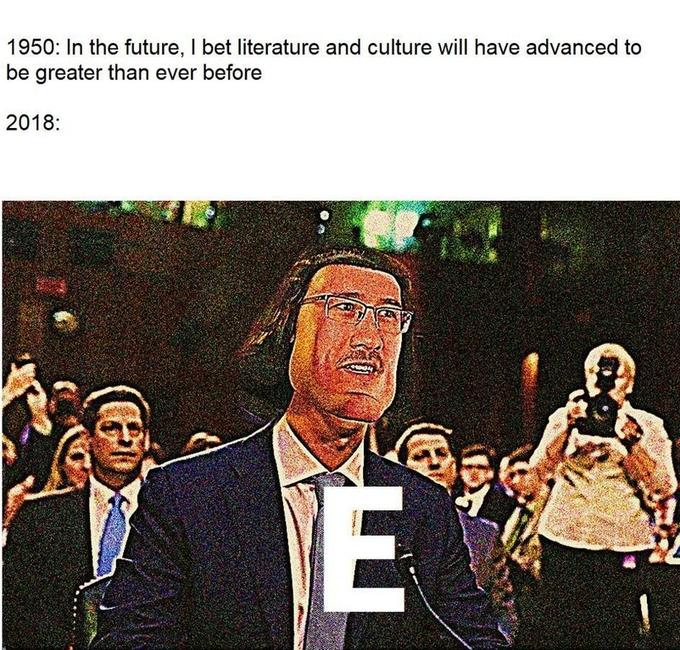 1950: In the future, I bet literature and culture will have advanced to
be greater than ever before
2018:
E